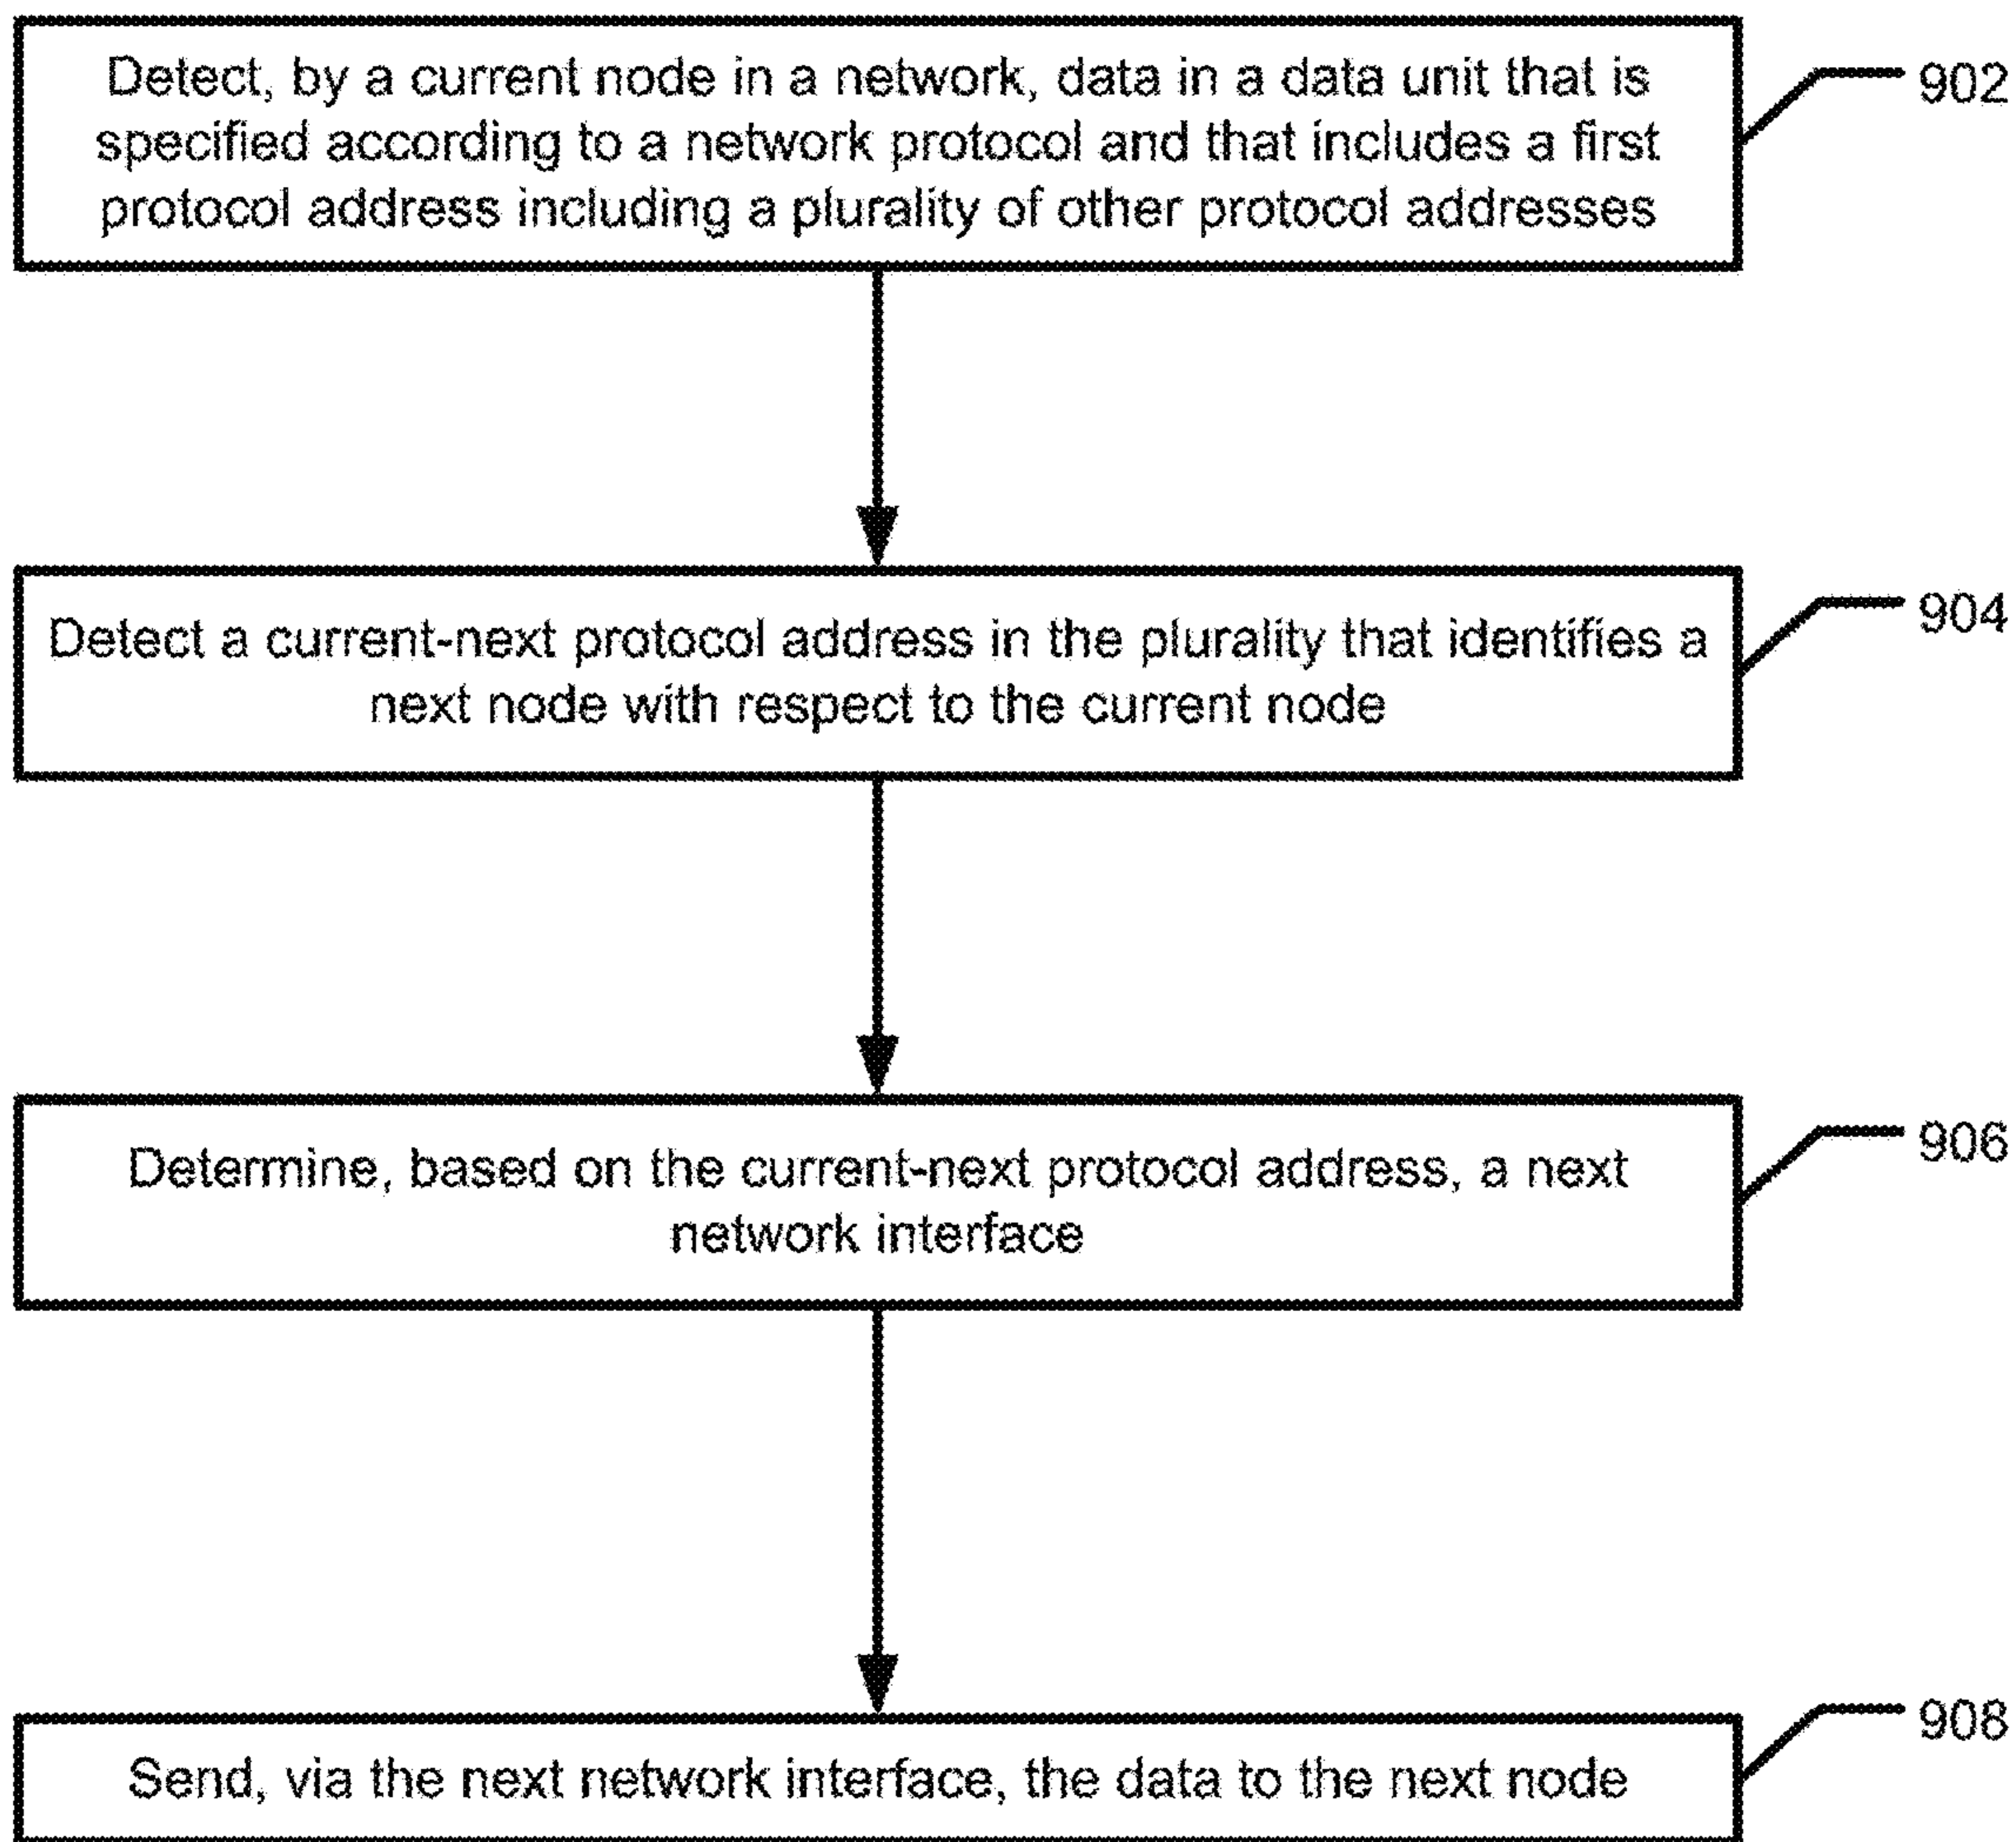 Detect, by a current node in a network, data in a data unit that is
specified according to a network protocol and that includes a first
protocol address including a plurality of other protocol addresses
902
Detect a current-next protocol address in the plurality that identifies a
next node with respect to the current node
904
Determine, based on the current-next protocol address, a next
network interface
906
Send, via the next network interface, the data to the next node
908